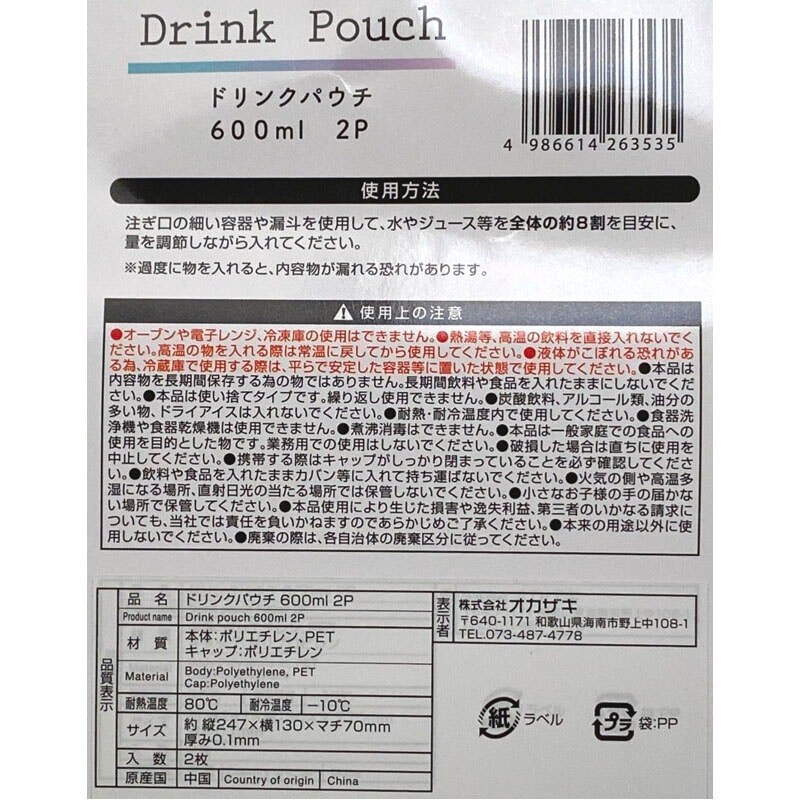 Drink Pouch
ドリンクパウチ
600ml 2P
4 986614 263535
使用方法
注ぎ口の細い容器や漏斗を使用して、水やジュース等を全体の約8割を目安に、
量を調節しながら入れてください。
※過度に物を入れると、内容物が漏れる恐れがあります。
使用上の注意
●オーブンや電子レンジ、冷凍庫の使用はできません。●熱湯等、高温の飲料を直接入れないでく
ださい。高温の物を入れる際は常温に戻してから使用してください。●液体がこぼれる恐れがあ
る為、冷蔵庫で使用する際は、平らで安定した容器等に置いた状態で使用してください。●本品は
内容物を長期間保存する為の物ではありません。長期間飲料や食品を入れたままにしないでくだ
さい。●本品は使い捨てタイプです。繰り返し使用できません。●炭酸飲料、アルコール類、油分の
多い物、ドライアイスは入れないでください。●耐熱・耐冷温度内で使用してください。●食器洗
浄機や食器乾燥機は使用できません。●煮沸消毒はできません。●本品は一般家庭での食品への
使用を目的とした物です。業務用での使用はしないでください。●破損した場合は直ちに使用を
中止してください。●携帯する際はキャップがしっかり閉まっていることを必ず確認してください。
●飲料や食品を入れたままカバン等に入れて持ち運ばないでください。●火気の側や高温多
湿になる場所、直射日光の当たる場所では保管しないでください。●小さなお子様の手の届かな
い場所で保管してください。●本品使用により生じた損害や逸失利益、第三者のいかなる請求に
ついても、当社では責任を負いかねますのであらかじめご了承ください。●本来の用途以外に使
用しないでください。●廃棄の際は、各自治体の廃棄区分に従ってください。
品質表示
品 名 ドリンクパウチ 600ml 2P
Product name Drink pouch 600ml 2P
材 質 本体:ポリエチレン、PET
キャップ:ポリエチレン
Material Body:Polyethylene, PET
Cap:Polyethylene
耐熱温度 80℃ 耐冷温度 −10℃
サイズ 約 縦247×横130×マチ70mm
厚み0.1mm
入 数 2枚
原産国 中国 Country of origin China
表示者 株式会社 オカザキ
〒640-1171 和歌山県海南市野上中108-1
TEL.073-487-4778
紙 ラベル
プラ 袋:PP